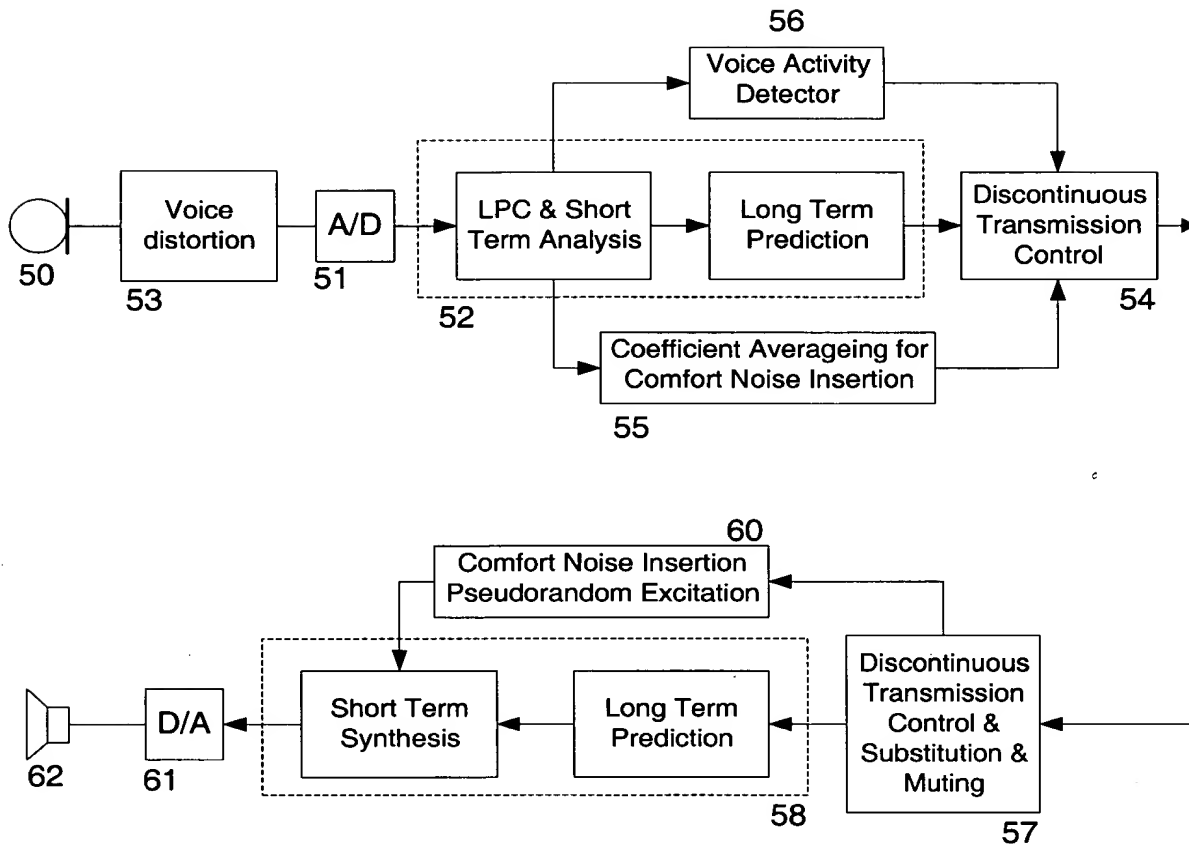 56
Voice Activity
Detector
Voice
distortion
A/D
LPC & Short
Term Analysis
Long Term
Prediction
Discontinuous
Transmission
Control
50
53
51
52
54
Coefficient Averageing for
Comfort Noise Insertion
55
60
Comfort Noise Insertion
Pseudorandom Excitation
Discontinuous
Transmission
Control &
Substitution &
Muting
D/A
Short Term
Synthesis
Long Term
Prediction
62
61
58
57